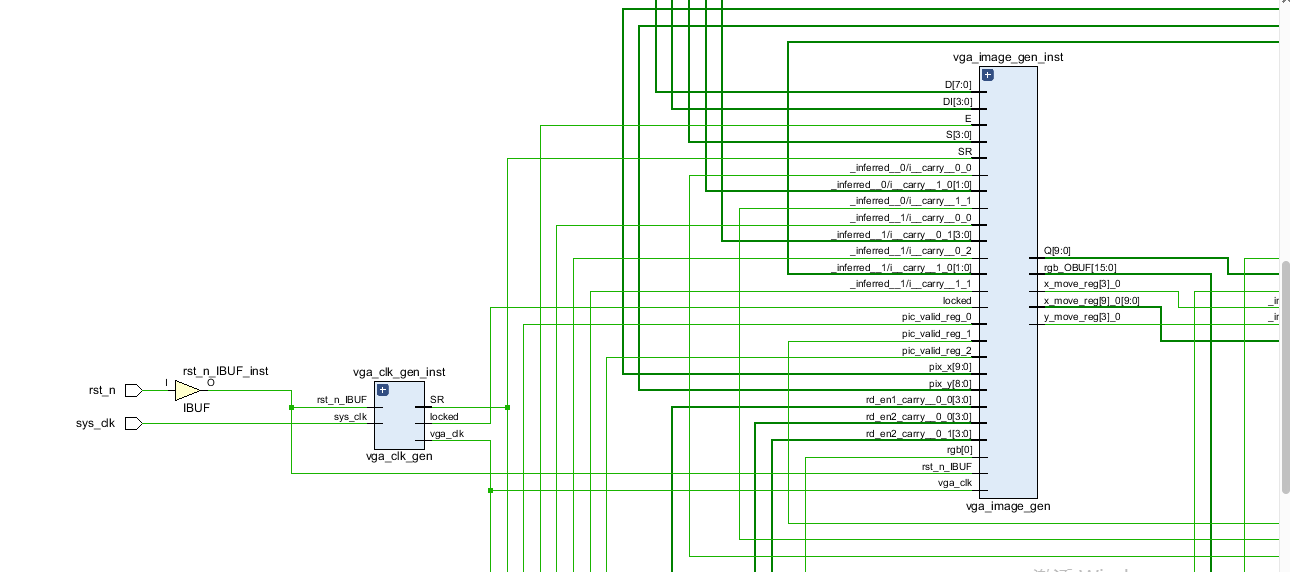 vga_image_gen_inst
D[7:0]
DI[3:0]
E
S[3:0]
SR
_inferred__0/i__carry__0_0
_inferred__0/i__carry__1_0[1:0]
_inferred__0/i__carry__1_1
_inferred__1/i__carry__0_0
_inferred__1/i__carry__0_1[3:0]
_inferred__1/i__carry__0_2
_inferred__1/i__carry__1_0[1:0]
_inferred__1/i__carry__1_1
locked
pic_valid_reg_0
pic_valid_reg_1
pic_valid_reg_2
pix_x[9:0]
pix_y[8:0]
rd_en1_carry__0_0[3:0]
rd_en2_carry__0_0[3:0]
rd_en2_carry__0_1[3:0]
rgb[0]
rst_n_IBUF
vga_clk
Q[9:0]
rgb_OBUF[15:0]
x_move_reg[3]_0
x_move_reg[9]_0[9:0]
y_move_reg[3]_0
vga_image_gen
rst_n_IBUF_inst
rst_n
I
O
IBUF
sys_clk
vga_clk_gen_inst
rst_n_IBUF
sys_clk
SR
locked
vga_clk
vga_clk_gen